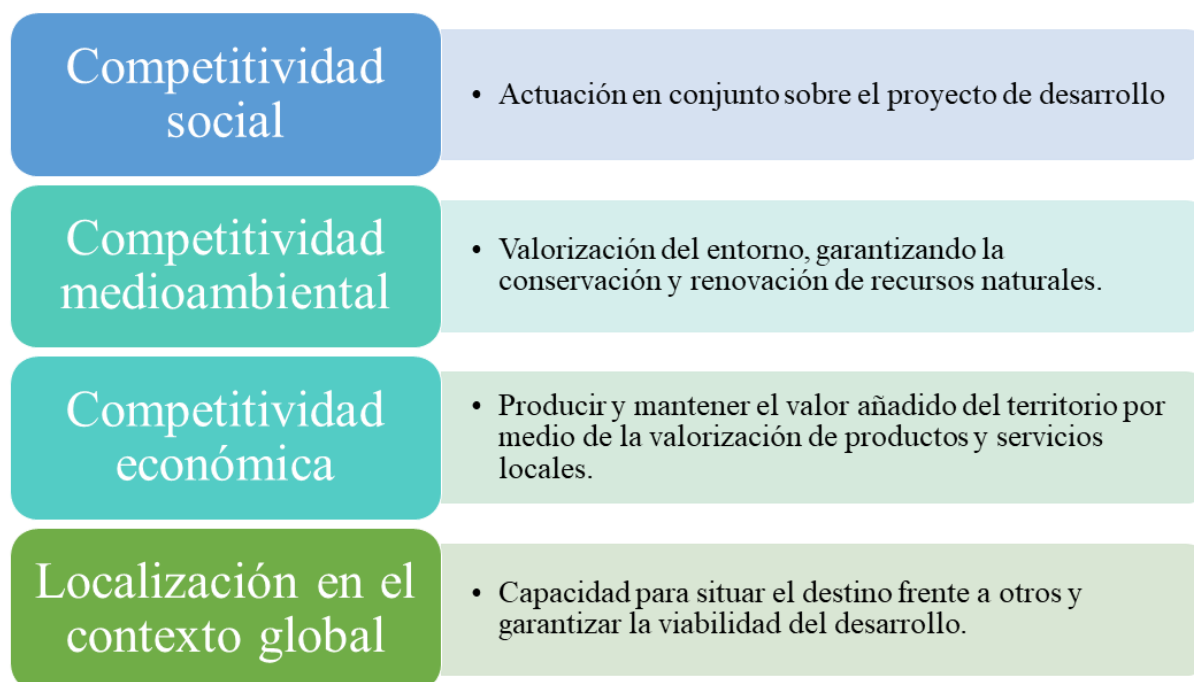 Competitividad
social
• Actuación en conjunto sobre el proyecto de desarrollo
Competitividad
medioambiental
• Valorización del entorno, garantizando la
conservación y renovación de recursos naturales.
Competitividad
económica
• Producir y mantener el valor añadido del territorio por
medio de la valorización de productos y servicios
locales.
Localización en el
contexto global
• Capacidad para situar el destino frente a otros y
garantizar la viabilidad del desarrollo.